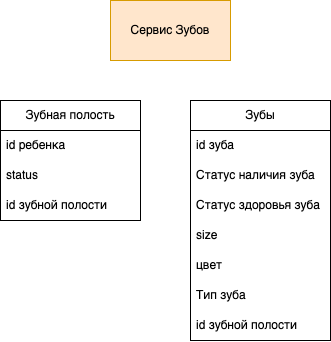 Сервис Зубов
Зубная полость
id ребенка
status
id зубной полости
Зубы
id зуба
Статус наличия зуба
Статус здоровья зуба
size
цвет
Тип зуба
id зубной полости